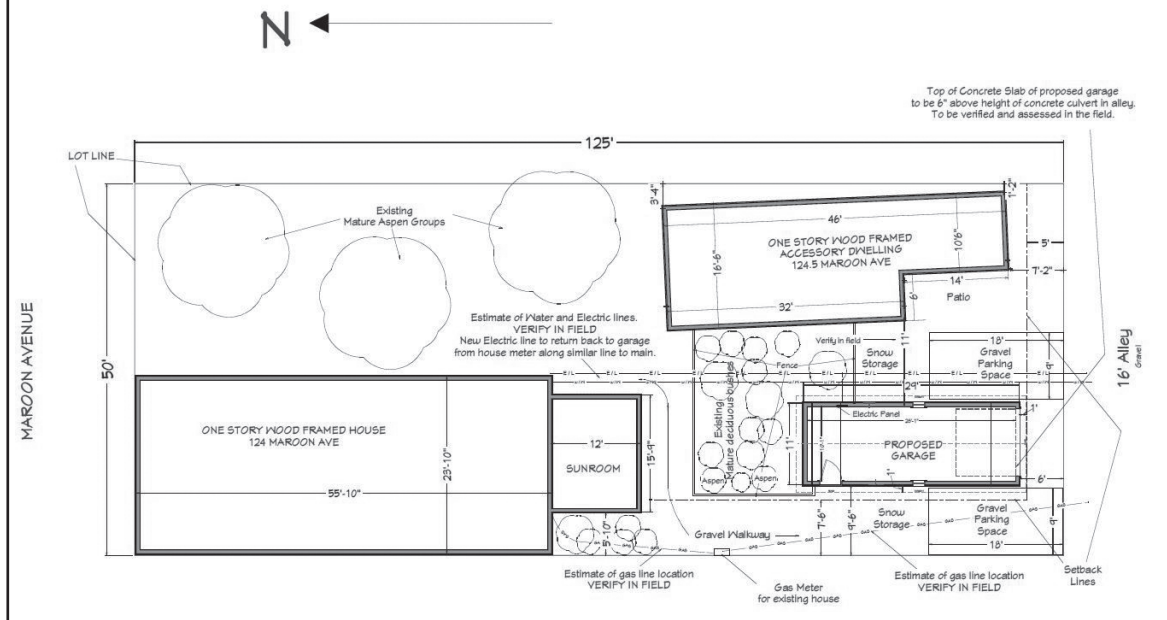 N
Top of Concrete Slab of proposed garage
to be 6" above height of concrete culvert in alley.
To be verified and assessed in the field.
125'
LOT LINE
3'-4"
1'-2"
Existing
Mature Aspen Groups
46'
ONE STORY WOOD FRAMED
ACCESSORY DWELLING
124.5 MAROON AVE
16'-6"
10'6"
5'
7'-2"
14'
Patio
32'
6'
MAROON AVENUE
50'
Estimate of Water and Electric lines.
VERIFY IN FIELD
New Electric line to return back to garage
from house meter along similar line to main.
Verify in field
11'
Fence
Snow
Storage
18'
Gravel
Parking
Space
9'
16' Alley
Gravel
E/L E/L E/L E/L E/L E/L
29'
Existing
Mature deciduous bushes
Electric Panel
1'
ONE STORY WOOD FRAMED HOUSE
124 MAROON AVE
23'-10"
55'-10"
12'
SUNROOM
15'-9"
11'
PROPOSED
GARAGE
1'
6'
Aspen
Aspen
5'-10"
Gravel Walkway
7'-6"
9'-6"
Snow
Storage
Gravel
Parking
Space
18'
9'
GAS GAS GAS GAS
Estimate of gas line location
VERIFY IN FIELD
Gas Meter
for existing house
Estimate of gas line location
VERIFY IN FIELD
Setback
Lines